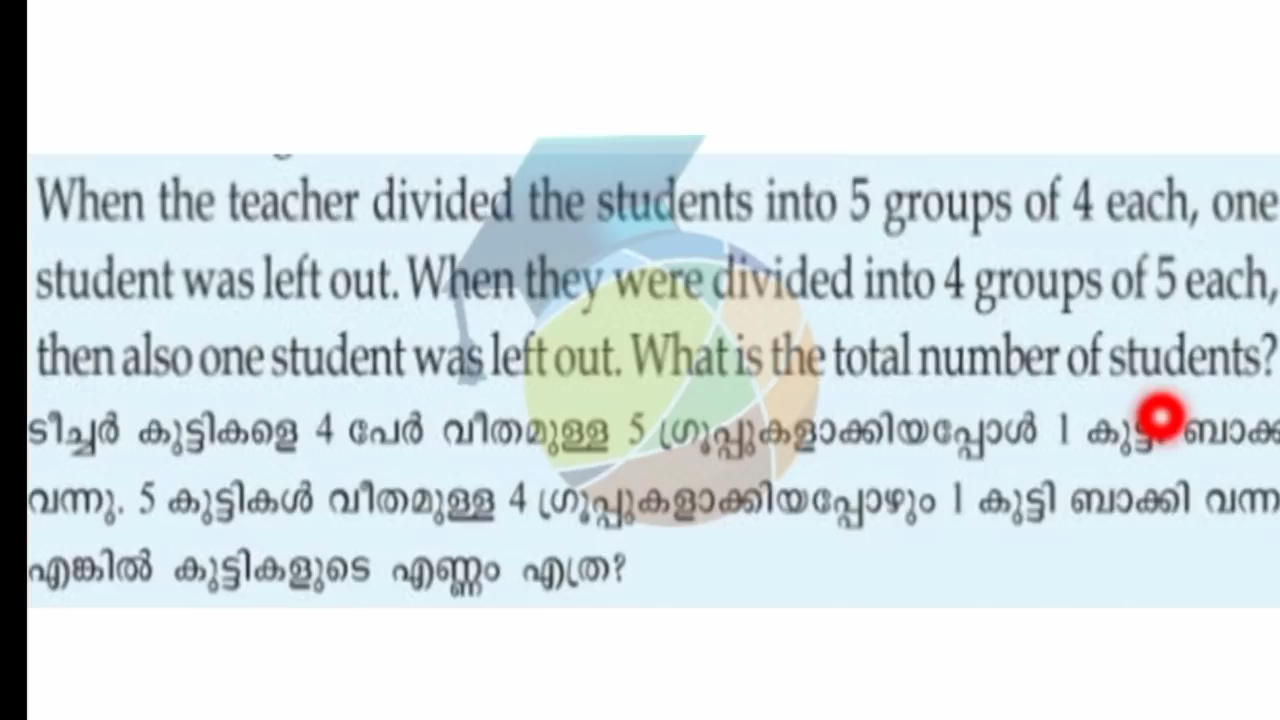 When the teacher divided the students into 5 groups of 4 each, one
student was left out. When they were divided into 4 groups of 5 each,
then also one student was left out. What is the total number of students?
ടീച്ചർ കുട്ടികളെ 4 പേർ വീതമുള്ള 5 ഗ്രൂപ്പുകളാക്കിയപ്പോൾ 1
വന്നു. 5 കുട്ടികൾ വീതമുള്ള 4 ഗ്രൂപ്പുകളാക്കിയപ്പോഴും 1 കുട്ടി ബാക്കി
എങ്കിൽ കുട്ടികളുടെ എണ്ണം എത്ര?